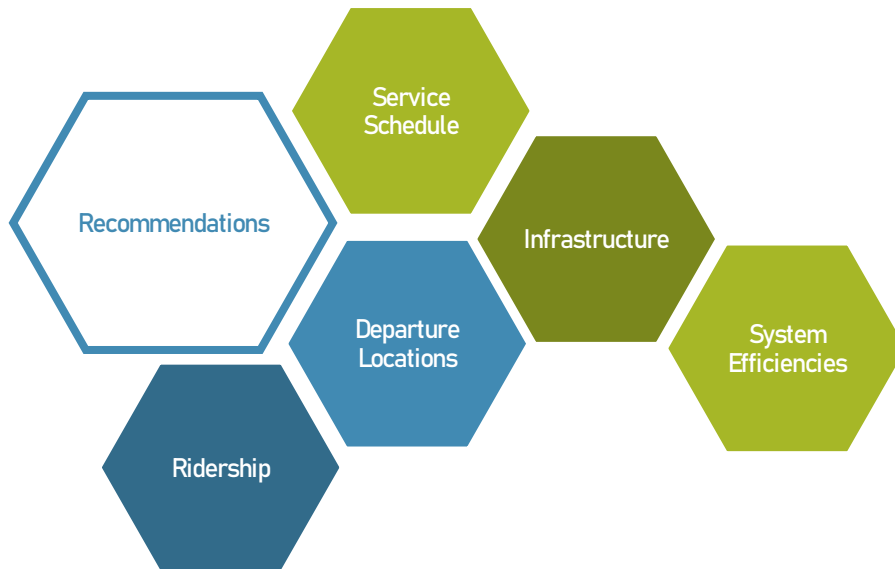 Service
Schedule
Recommendations
Infrastructure
Departure
Locations
System
Efficiencies
Ridership